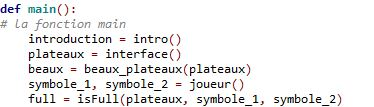 def main():
# la fonction main
    introduction = intro()
    plateaux = interface()
    beaux = beaux_plateaux(plateaux)
    symbole_1, symbole_2 = joueur()
    full = isFull(plateaux, symbole_1, symbole_2)